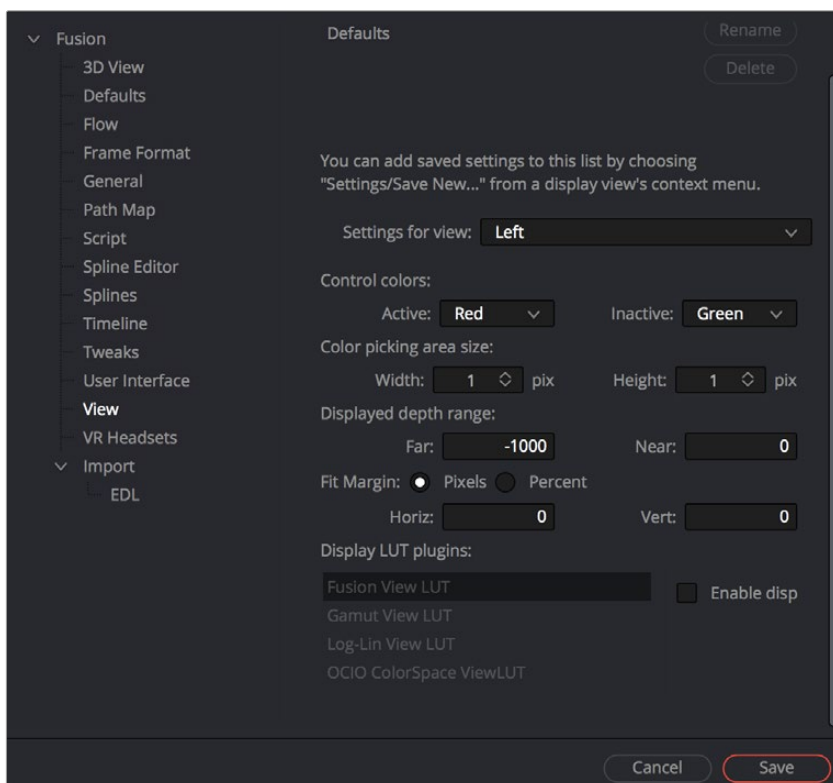 Fusion
3D View
Defaults
Flow
Frame Format
General
Path Map
Script
Spline Editor
Splines
Timeline
Tweaks
User Interface
View
VR Headsets
Import
EDL
Defaults
Rename
Delete
You can add saved settings to this list by choosing
"Settings/Save New..." from a display view's context menu.
Settings for view: Left
Control colors:
Active: Red Inactive: Green
Color picking area size:
Width: 1 pix Height: 1 pix
Displayed depth range:
Far: -1000 Near: 0
Fit Margin: Pixels Percent
Horiz: 0 Vert: 0
Display LUT plugins:
Fusion View LUT
Gamut View LUT
Log-Lin View LUT
OCIO ColorSpace ViewLUT
Enable disp
Cancel Save